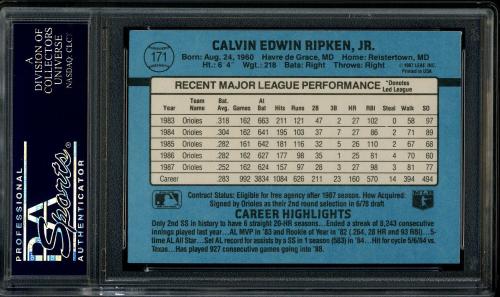 A
DIVISION OF
COLLECTORS
UNIVERSE
NASDAQ: CLCT
PROFESSIONAL
SPORTS
AUTHENTICATOR
PSA
Sports
171
CALVIN EDWIN RIPKEN, JR.
Born: Aug. 24, 1960 Havre de Grace, MD Home: Reistertown, MD
Ht.: 6' 4" Wgt.: 218 Bats: Right Throws: Right
© 1987 LEAF, INC.
Printed in USA
RECENT MAJOR LEAGUE PERFORMANCE *Denotes
Led League
Year Team Name Bat. Avg. Games At Bat Hits Runs 2B 3B HR RBI Steal Walk SO
1983 Orioles .318 162 663 211 121 47 2 27 102 0 58 97
1984 Orioles .304 162 641 195 103 37 7 27 86 2 71 89
1985 Orioles .282 161 642 181 116 32 5 26 110 2 67 68
1986 Orioles .282 162 627 177 98 35 1 25 81 4 70 60
1987 Orioles .252 162 624 157 97 28 3 27 98 3 81 77
Career .283 992 3834 1084 626 211 23 160 570 14 394 494
Contract Status: Eligible for free agency after 1987 season. How Acquired:
Signed by Orioles as their 2nd round selection in 6/78 draft
CAREER HIGHLIGHTS
Only 2nd SS in history to have 6 straight 20-HR seasons...Ended a streak of 8,243 consecutive
innings played last year...AL MVP in '83 and Rookie of Year in '82 (.264, 28 HR and 93 RBI)...5-
time AL All Star...Set AL record for assists by a SS in 1 season (583) in '84...Hit for cycle 5/6/84 vs.
Texas...Has played 927 consecutive games going into '88.